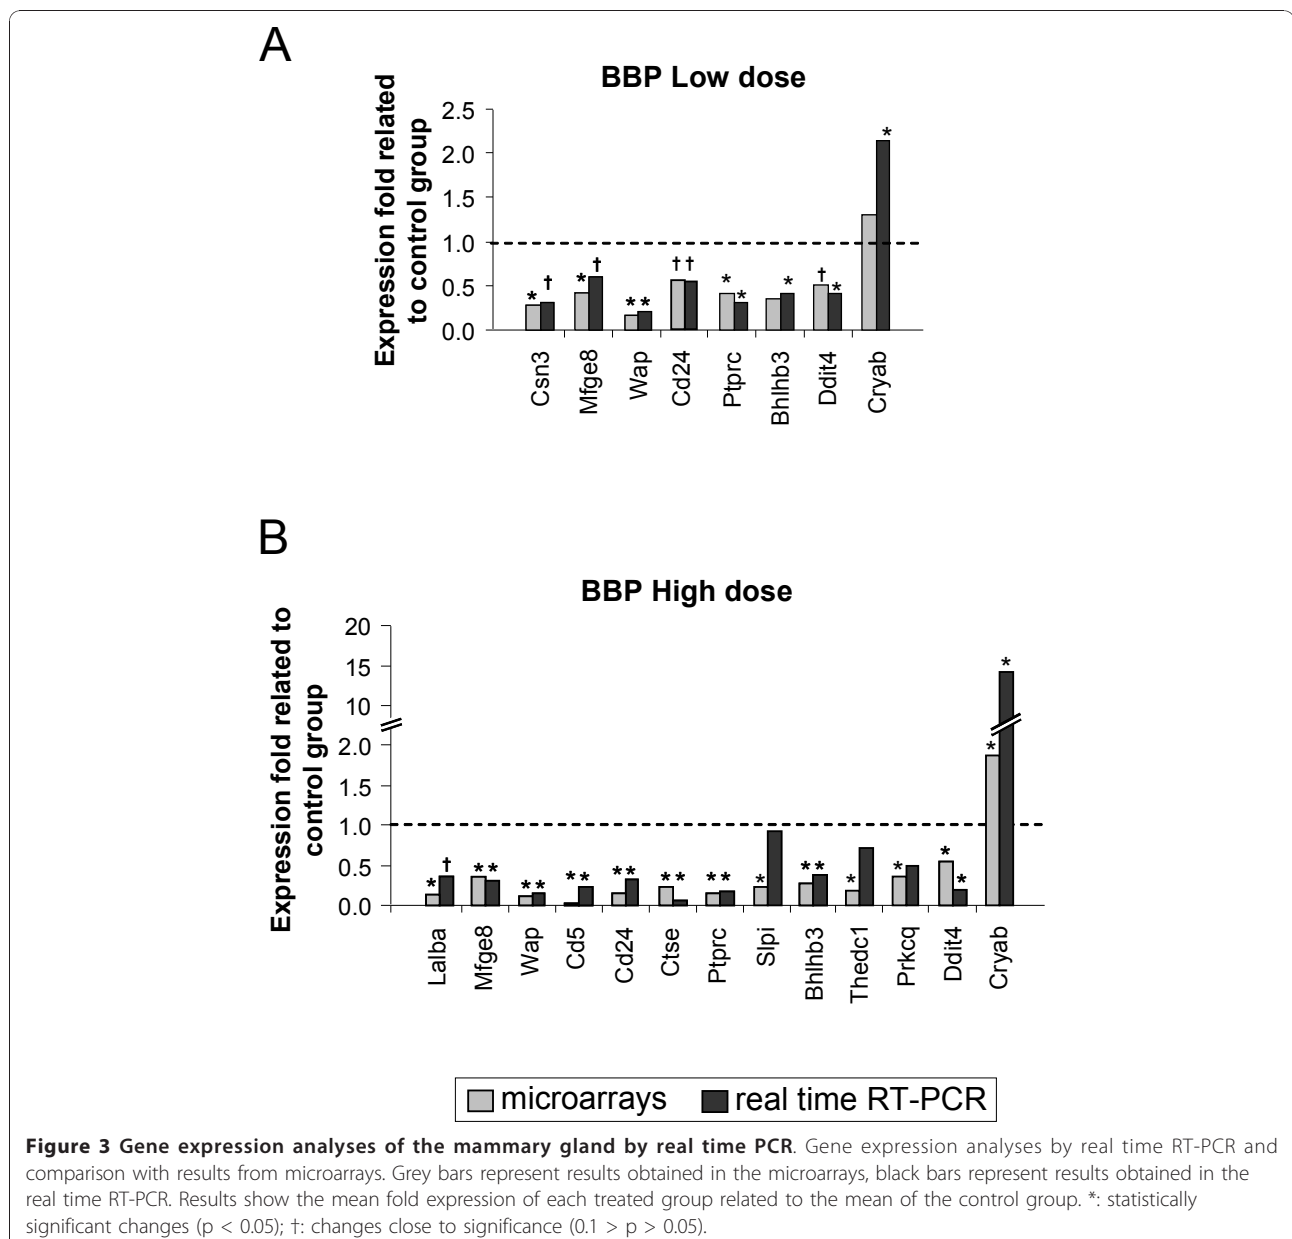 A
BBP Low dose
Expression fold related
to control group
2.5
2.0
1.5
1.0
0.5
0.0
* †
* †
* *
† †
* *
*
† *
*
Csn3
Mfge8
Wap
Cd24
Ptprc
Bhlhb3
Ddit4
Cryab
B
BBP High dose
Expression fold related to
control group
20
15
10
2.0
1.5
1.0
0.5
0.0
* †
* *
* *
* *
* *
* *
* *
*
* *
*
*
* *
* *
Lalba
Mfge8
Wap
Cd5
Cd24
Ctse
Ptprc
Slpi
Bhlhb3
Thedc1
Prkcq
Ddit4
Cryab
microarrays
real time RT-PCR
Figure 3 Gene expression analyses of the mammary gland by real time PCR. Gene expression analyses by real time RT-PCR and
comparison with results from microarrays. Grey bars represent results obtained in the microarrays, black bars represent results obtained in the
real time RT-PCR. Results show the mean fold expression of each treated group related to the mean of the control group. *: statistically
significant changes (p < 0.05); †: changes close to significance (0.1 > p > 0.05).